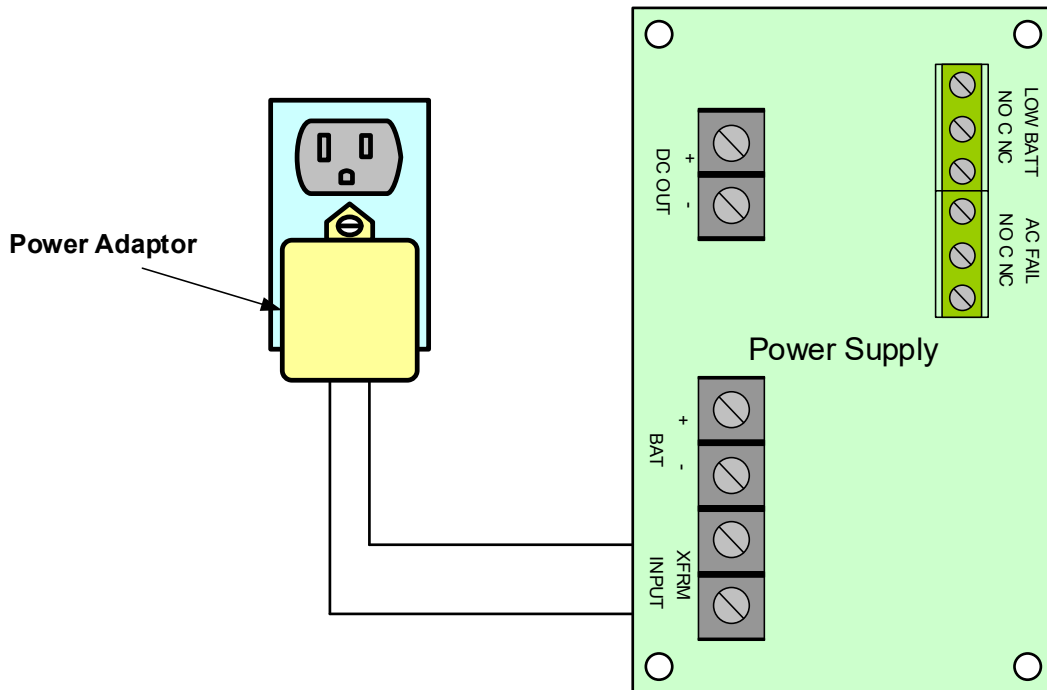 Power Adaptor
DC OUT
+
-
LOW BATT
NO C NC
AC FAIL
NO C NC
Power Supply
BAT
+
-
XFRM
INPUT